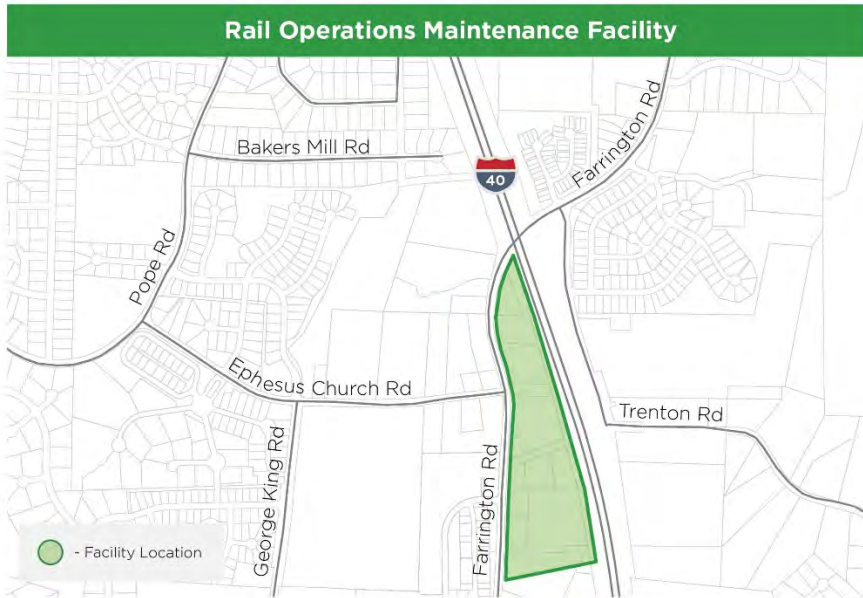 Rail Operations Maintenance Facility
Bakers Mill Rd
40
Farrington Rd
Pope Rd
Ephesus Church Rd
Trenton Rd
George King Rd
Farrington Rd
- Facility Location